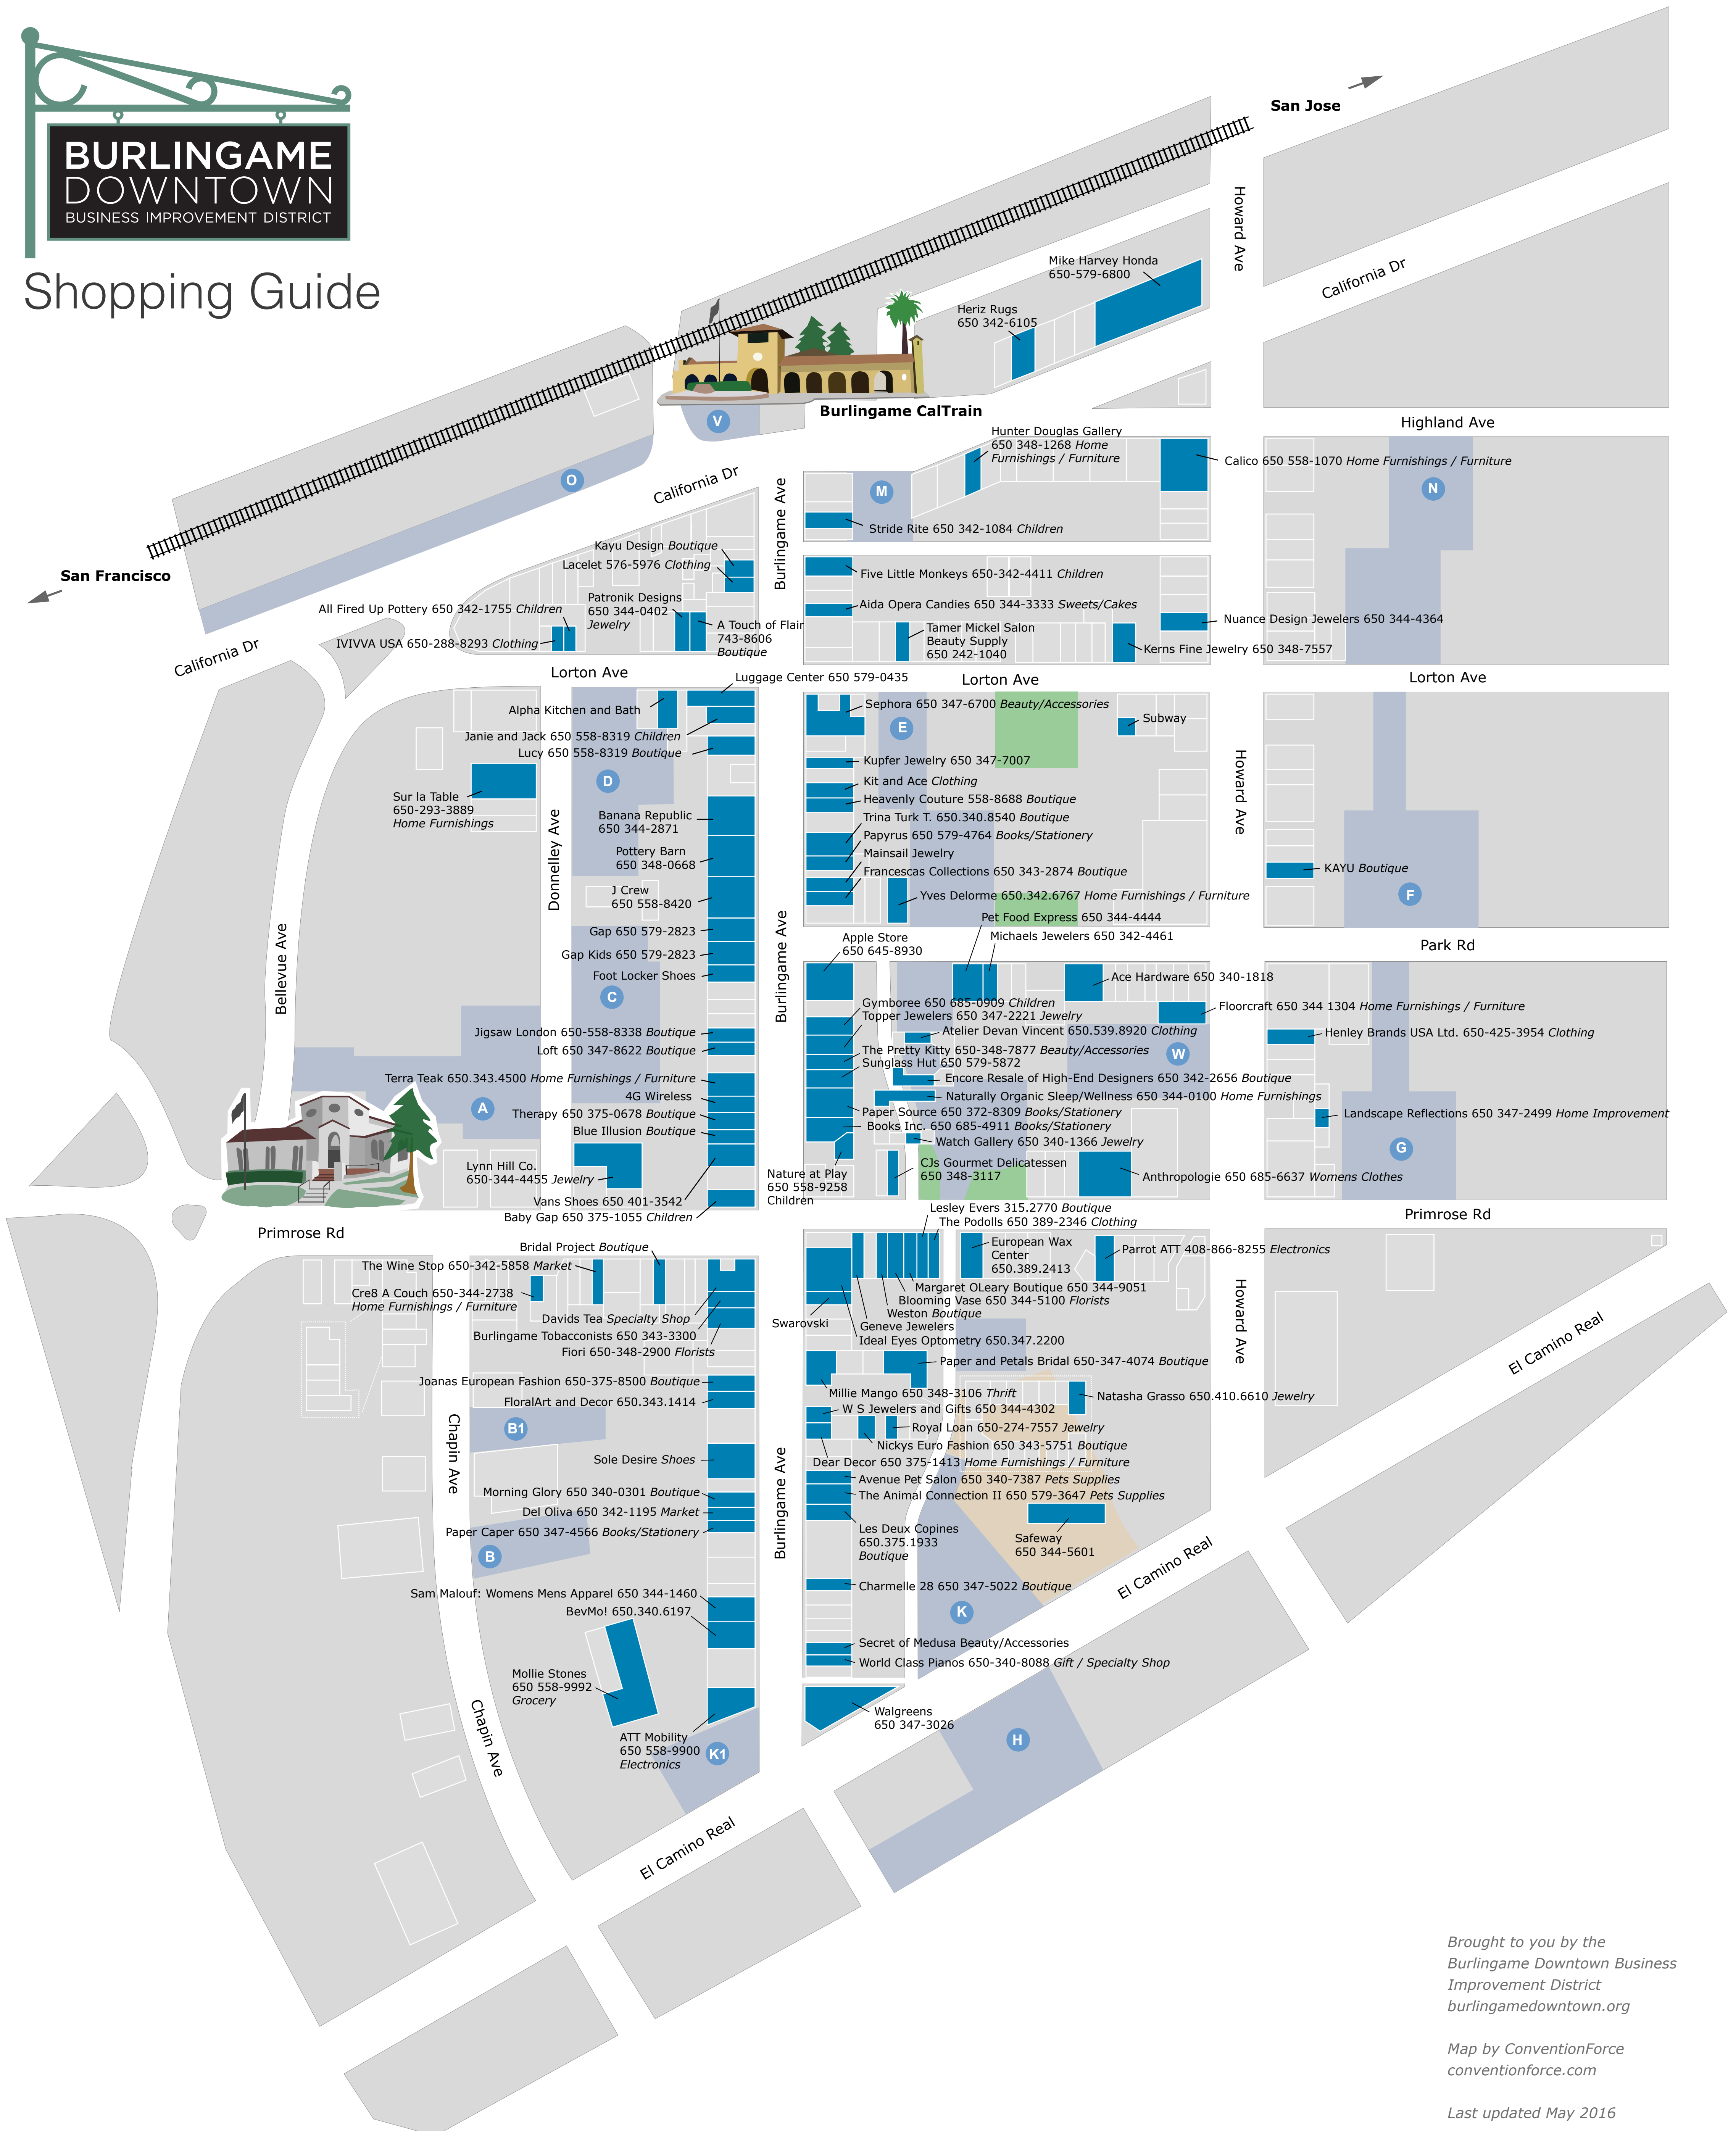 BURLINGAME
DOWNTOWN
BUSINESS IMPROVEMENT DISTRICT
Shopping Guide
San Jose
San Francisco
Howard Ave
California Dr
Mike Harvey Honda
650-579-6800
Heriz Rugs
650 342-6105
Burlingame CalTrain
V
O
California Dr
California Dr
Highland Ave
Hunter Douglas Gallery
650 348-1268 Home
Furnishings / Furniture
Calico 650 558-1070 Home Furnishings / Furniture
M
N
Burlingame Ave
Stride Rite 650 342-1084 Children
Kayu Design Boutique
Lacelet 576-5976 Clothing
Patronik Designs
650 344-0402
Jewelry
All Fired Up Pottery 650 342-1755 Children
IVIVVA USA 650-288-8293 Clothing
A Touch of Flair
743-8606
Boutique
Five Little Monkeys 650-342-4411 Children
Aida Opera Candies 650 344-3333 Sweets/Cakes
Tamer Mickel Salon
Beauty Supply
650 242-1040
Nuance Design Jewelers 650 344-4364
Kerns Fine Jewelry 650 348-7557
Lorton Ave
Lorton Ave
Lorton Ave
Luggage Center 650 579-0435
Alpha Kitchen and Bath
Janie and Jack 650 558-8319 Children
Lucy 650 558-8319 Boutique
D
Sur la Table
650-293-3889
Home Furnishings
Donnelley Ave
Banana Republic
650 344-2871
Pottery Barn
650 348-0668
J Crew
650 558-8420
Gap 650 579-2823
Gap Kids 650 579-2823
Foot Locker Shoes
C
Bellevue Ave
Jigsaw London 650-558-8338 Boutique
Loft 650 347-8622 Boutique
Terra Teak 650.343.4500 Home Furnishings / Furniture
4G Wireless
A
Therapy 650 375-0678 Boutique
Blue Illusion Boutique
Lynn Hill Co.
650-344-4455 Jewelry
Vans Shoes 650 401-3542
Baby Gap 650 375-1055 Children
Sephora 650 347-6700 Beauty/Accessories
E
Subway
Kupfer Jewelry 650 347-7007
Kit and Ace Clothing
Heavenly Couture 558-8688 Boutique
Trina Turk T. 650.340.8540 Boutique
Papyrus 650 579-4764 Books/Stationery
Mainsail Jewelry
Francescas Collections 650 343-2874 Boutique
Yves Delorme 650.342.6767 Home Furnishings / Furniture
Howard Ave
KAYU Boutique
F
Burlingame Ave
Pet Food Express 650 344-4444
Michaels Jewelers 650 342-4461
Park Rd
Apple Store
650 645-8930
Ace Hardware 650 340-1818
Gymboree 650 685-0909 Children
Topper Jewelers 650 347-2221 Jewelry
Floorcraft 650 344 1304 Home Furnishings / Furniture
Atelier Devan Vincent 650.539.8920 Clothing
Henley Brands USA Ltd. 650-425-3954 Clothing
The Pretty Kitty 650-348-7877 Beauty/Accessories
W
Sunglass Hut 650 579-5872
Encore Resale of High-End Designers 650 342-2656 Boutique
Naturally Organic Sleep/Wellness 650 344-0100 Home Furnishings
Paper Source 650 372-8309 Books/Stationery
Books Inc. 650 685-4911 Books/Stationery
Landscape Reflections 650 347-2499 Home Improvement
Watch Gallery 650 340-1366 Jewelry
G
Nature at Play
650 558-9258
Children
CJs Gourmet Delicatessen
650 348-3117
Anthropologie 650 685-6637 Womens Clothes
Primrose Rd
Primrose Rd
Lesley Evers 315.2770 Boutique
The Podolls 650 389-2346 Clothing
Bridal Project Boutique
The Wine Stop 650-342-5858 Market
Cre8 A Couch 650-344-2738
Home Furnishings / Furniture
Davids Tea Specialty Shop
Burlingame Tobacconists 650 343-3300
Fiori 650-348-2900 Florists
Joanas European Fashion 650-375-8500 Boutique
FloralArt and Decor 650.343.1414
B1
Chapin Ave
Sole Desire Shoes
Morning Glory 650 340-0301 Boutique
Del Oliva 650 342-1195 Market
Paper Caper 650 347-4566 Books/Stationery
B
Sam Malouf: Womens Mens Apparel 650 344-1460
BevMo! 650.340.6197
Mollie Stones
650 558-9992
Grocery
Chapin Ave
ATT Mobility
650 558-9900
Electronics
K1
European Wax
Center
650.389.2413
Parrot ATT 408-866-8255 Electronics
Margaret OLeary Boutique 650 344-9051
Blooming Vase 650 344-5100 Florists
Weston Boutique
Swarovski
Geneve Jewelers
Ideal Eyes Optometry 650.347.2200
Howard Ave
Paper and Petals Bridal 650-347-4074 Boutique
Millie Mango 650 348-3106 Thrift
Natasha Grasso 650.410.6610 Jewelry
W S Jewelers and Gifts 650 344-4302
Royal Loan 650-274-7557 Jewelry
Nickys Euro Fashion 650 343-5751 Boutique
Dear Decor 650 375-1413 Home Furnishings / Furniture
Avenue Pet Salon 650 340-7387 Pets Supplies
The Animal Connection II 650 579-3647 Pets Supplies
Burlingame Ave
Les Deux Copines
650.375.1933
Boutique
Safeway
650 344-5601
Charmelle 28 650 347-5022 Boutique
K
Secret of Medusa Beauty/Accessories
World Class Pianos 650-340-8088 Gift / Specialty Shop
Walgreens
650 347-3026
El Camino Real
El Camino Real
El Camino Real
H
Brought to you by the
Burlingame Downtown Business
Improvement District
burlingamedowntown.org
Map by ConventionForce
conventionforce.com
Last updated May 2016